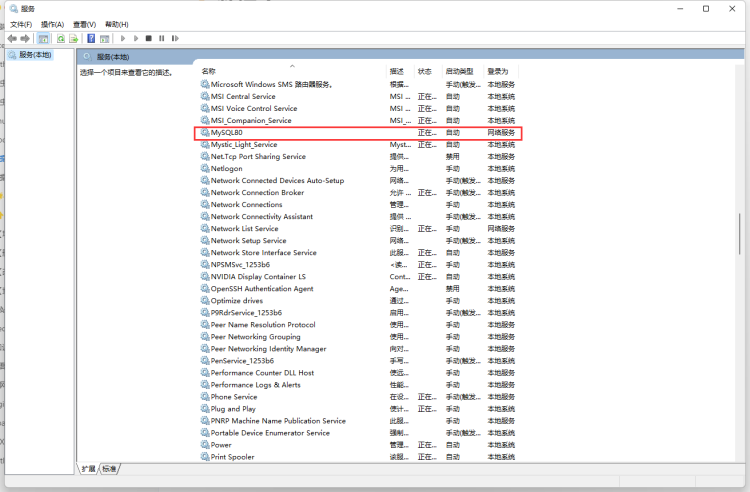 服务
文件(F) 操作(A) 查看(V) 帮助(H)
服务(本地)
服务(本地)
选择一个项目来查看它的描述。
名称 描述 状态 启动类型 登录为
Microsoft Windows SMS 路由器服务。 根据... 手动(触发... 本地服务
MSI Central Service MSI ... 正在... 自动 本地系统
MSI Voice Control Service MSI ... 正在... 自动 本地系统
MSI_Companion_Service MSI_... 正在... 自动 本地系统
MySQL80 正在... 自动 网络服务
Mystic_Light_Service Myst... 正在... 自动 本地系统
Net.Tcp Port Sharing Service 提供... 禁用 本地服务
Netlogon 为用... 手动 本地系统
Network Connected Devices Auto-Setup 网络... 手动(触发... 本地服务
Network Connection Broker 允许 ... 正在... 手动(触发... 本地系统
Network Connections 管理... 手动 本地系统
Network Connectivity Assistant 提供 ... 手动(触发... 本地系统
Network List Service 识别... 正在... 手动 网络服务
Network Setup Service 网络... 手动(触发... 本地系统
Network Store Interface Service 此服... 正在... 自动 本地服务
NPSMSvc_1253b6 <读... 正在... 手动 本地系统
NVIDIA Display Container LS Cont... 正在... 自动 本地系统
OpenSSH Authentication Agent Age... 禁用 本地系统
Optimize drives 通过... 手动 本地系统
P9RdrService_1253b6 启用... 手动(触发... 本地系统
Peer Name Resolution Protocol 使用... 手动 本地服务
Peer Networking Grouping 使用... 手动 本地服务
Peer Networking Identity Manager 向对... 手动 本地服务
PenService_1253b6 手写... 手动(触发... 本地系统
Performance Counter DLL Host 使远... 手动 本地服务
Performance Logs & Alerts 性能... 手动 本地服务
Phone Service 在设... 正在... 手动(触发... 本地服务
Plug and Play 使计... 正在... 手动 本地系统
PNRP Machine Name Publication Service 此服... 手动 本地服务
Portable Device Enumerator Service 强制... 手动(触发... 本地系统
Power 管理... 正在... 自动 本地系统
Print Spooler 该服... 正在... 自动 本地系统
扩展 标准